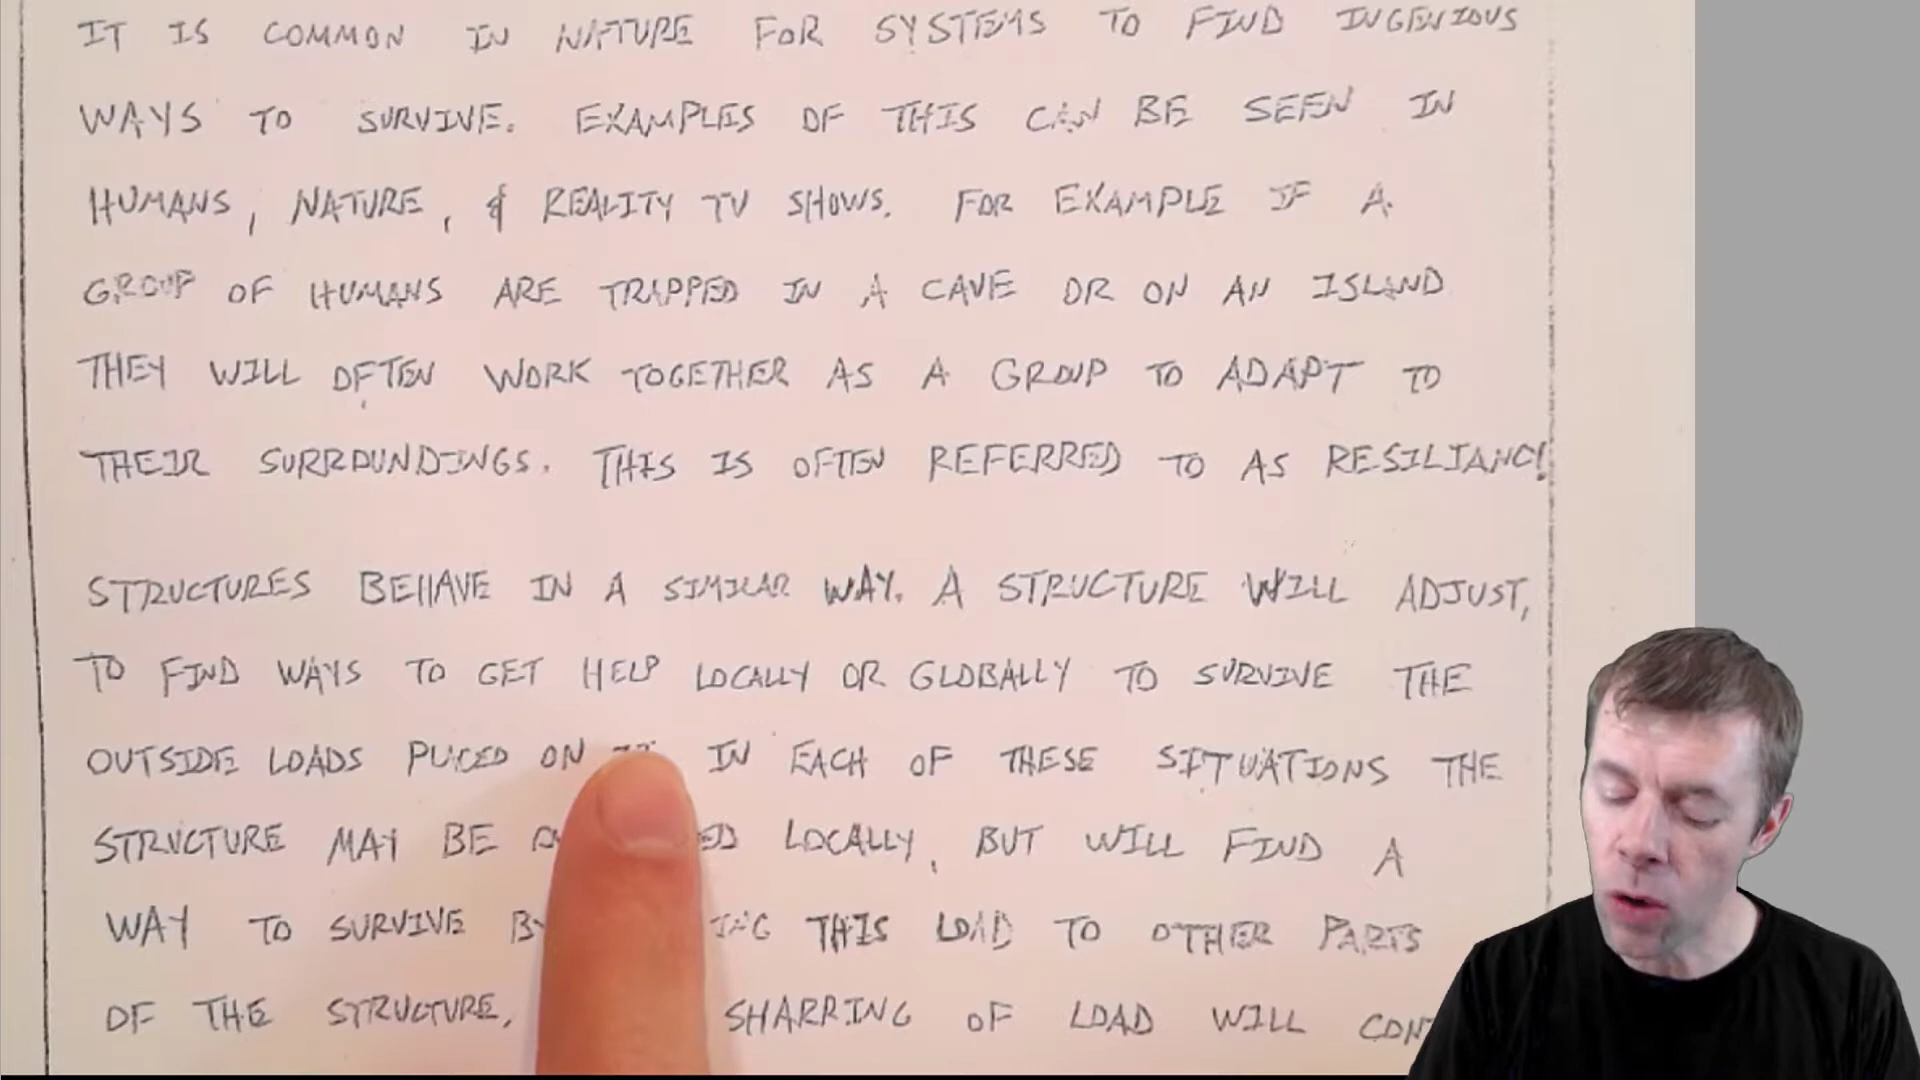 IT IS COMMON IN NATURE FOR SYSTEMS TO FIND INGENIOUS
WAYS TO SURVIVE. EXAMPLES OF THIS CAN BE SEEN IN
HUMANS, NATURE, & REALITY TV SHOWS. FOR EXAMPLE IF A
GROUP OF HUMANS ARE TRAPPED IN A CAVE OR ON AN ISLAND
THEY WILL OFTEN WORK TOGETHER AS A GROUP TO ADAPT TO
THEIR SURROUNDINGS. THIS IS OFTEN REFERRED TO AS RESILIANC!
STRUCTURES BEHAVE IN A SIMILAR WAY. A STRUCTURE WILL ADJUST,
TO FIND WAYS TO GET HELP LOCALLY OR GLOBALLY TO SURVIVE THE
OUTSIDE LOADS PLACED ON IN EACH OF THESE SITUATIONS THE
STRUCTURE MAY BE LOCALLY, BUT WILL FIND A
WAY TO SURVIVE THIS LOAD TO OTHER PARTS
OF THE STRUCTURE. SHARRING OF LOAD WILL